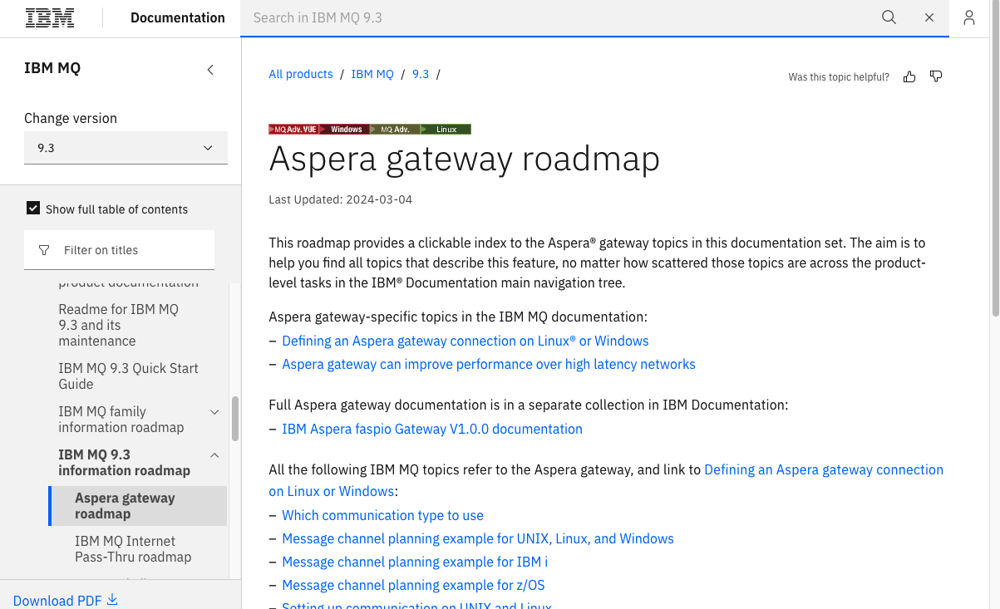 IBM
Documentation
Search in IBM MQ 9.3
IBM MQ
Change version
9.3
Show full table of contents
Filter on titles
product documentation
Readme for IBM MQ
9.3 and its
maintenance
IBM MQ 9.3 Quick Start
Guide
IBM MQ family
information roadmap
IBM MQ 9.3
information roadmap
Aspera gateway
roadmap
IBM MQ Internet
Pass-Thru roadmap
Download PDF
All products / IBM MQ / 9.3 /
Was this topic helpful?
MQ Adv. VUE Windows MQ Adv. Linux
Aspera gateway roadmap
Last Updated: 2024-03-04
This roadmap provides a clickable index to the Aspera® gateway topics in this documentation set. The aim is to
help you find all topics that describe this feature, no matter how scattered those topics are across the product-
level tasks in the IBM® Documentation main navigation tree.
Aspera gateway-specific topics in the IBM MQ documentation:
– Defining an Aspera gateway connection on Linux® or Windows
– Aspera gateway can improve performance over high latency networks
Full Aspera gateway documentation is in a separate collection in IBM Documentation:
– IBM Aspera faspio Gateway V1.0.0 documentation
All the following IBM MQ topics refer to the Aspera gateway, and link to Defining an Aspera gateway connection
on Linux or Windows:
– Which communication type to use
– Message channel planning example for UNIX, Linux, and Windows
– Message channel planning example for IBM i
– Message channel planning example for z/OS
– Setting up communication on UNIX and Linux